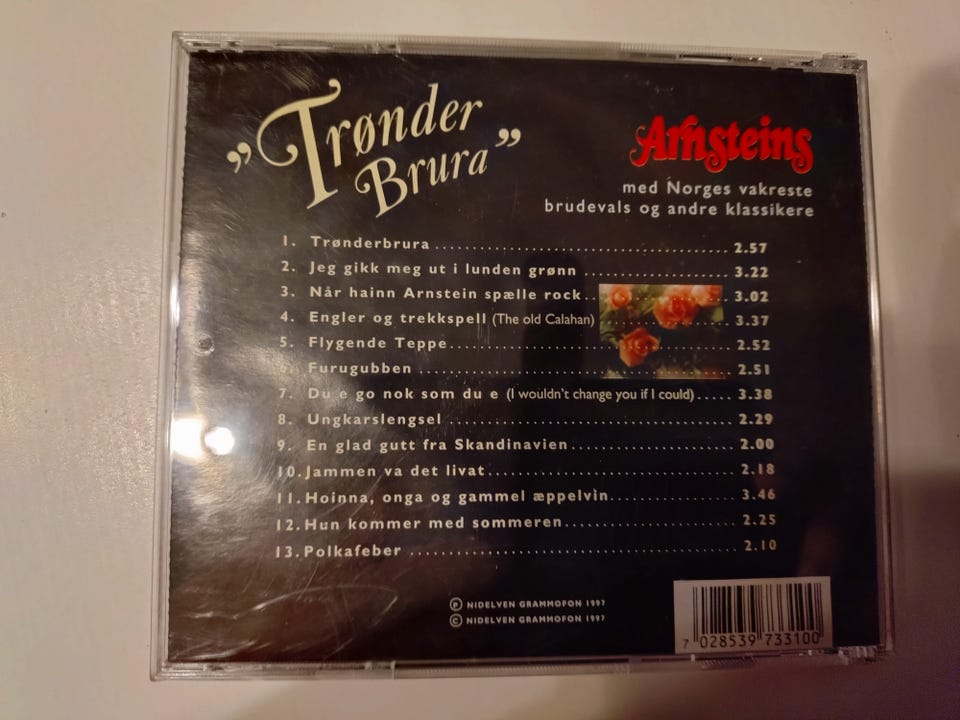 „Trønder
Brura”
Arnsteins
med Norges vakreste
brudevals og andre klassikere
1. Trønderbrura ........................................ 2.57
2. Jeg gikk meg ut i lunden grønn .................. 3.22
3. Når hainn Arnstein spælle rock.................. 3.02
4. Engler og trekkspell (The old Calahan) .................. 3.37
5. Flygende Teppe........................................ 2.52
6. Furugubben ........................................ 2.51
7. Du e go nok som du e (I wouldn't change you if I could)..... 3.38
8. Ungkarslengsel........................................ 2.29
9. En glad gutt fra Skandinavien........................ 2.00
10. Jammen va det livat.................................. 2.18
11. Hoinna, onga og gammel æppelvin.................. 3.46
12. Hun kommer med sommeren........................ 2.25
13. Polkafeber ........................................ 2.10
Ⓟ NIDELVEN GRAMMOFON 1997
© NIDELVEN GRAMMOFON 1997
7 028539 733100